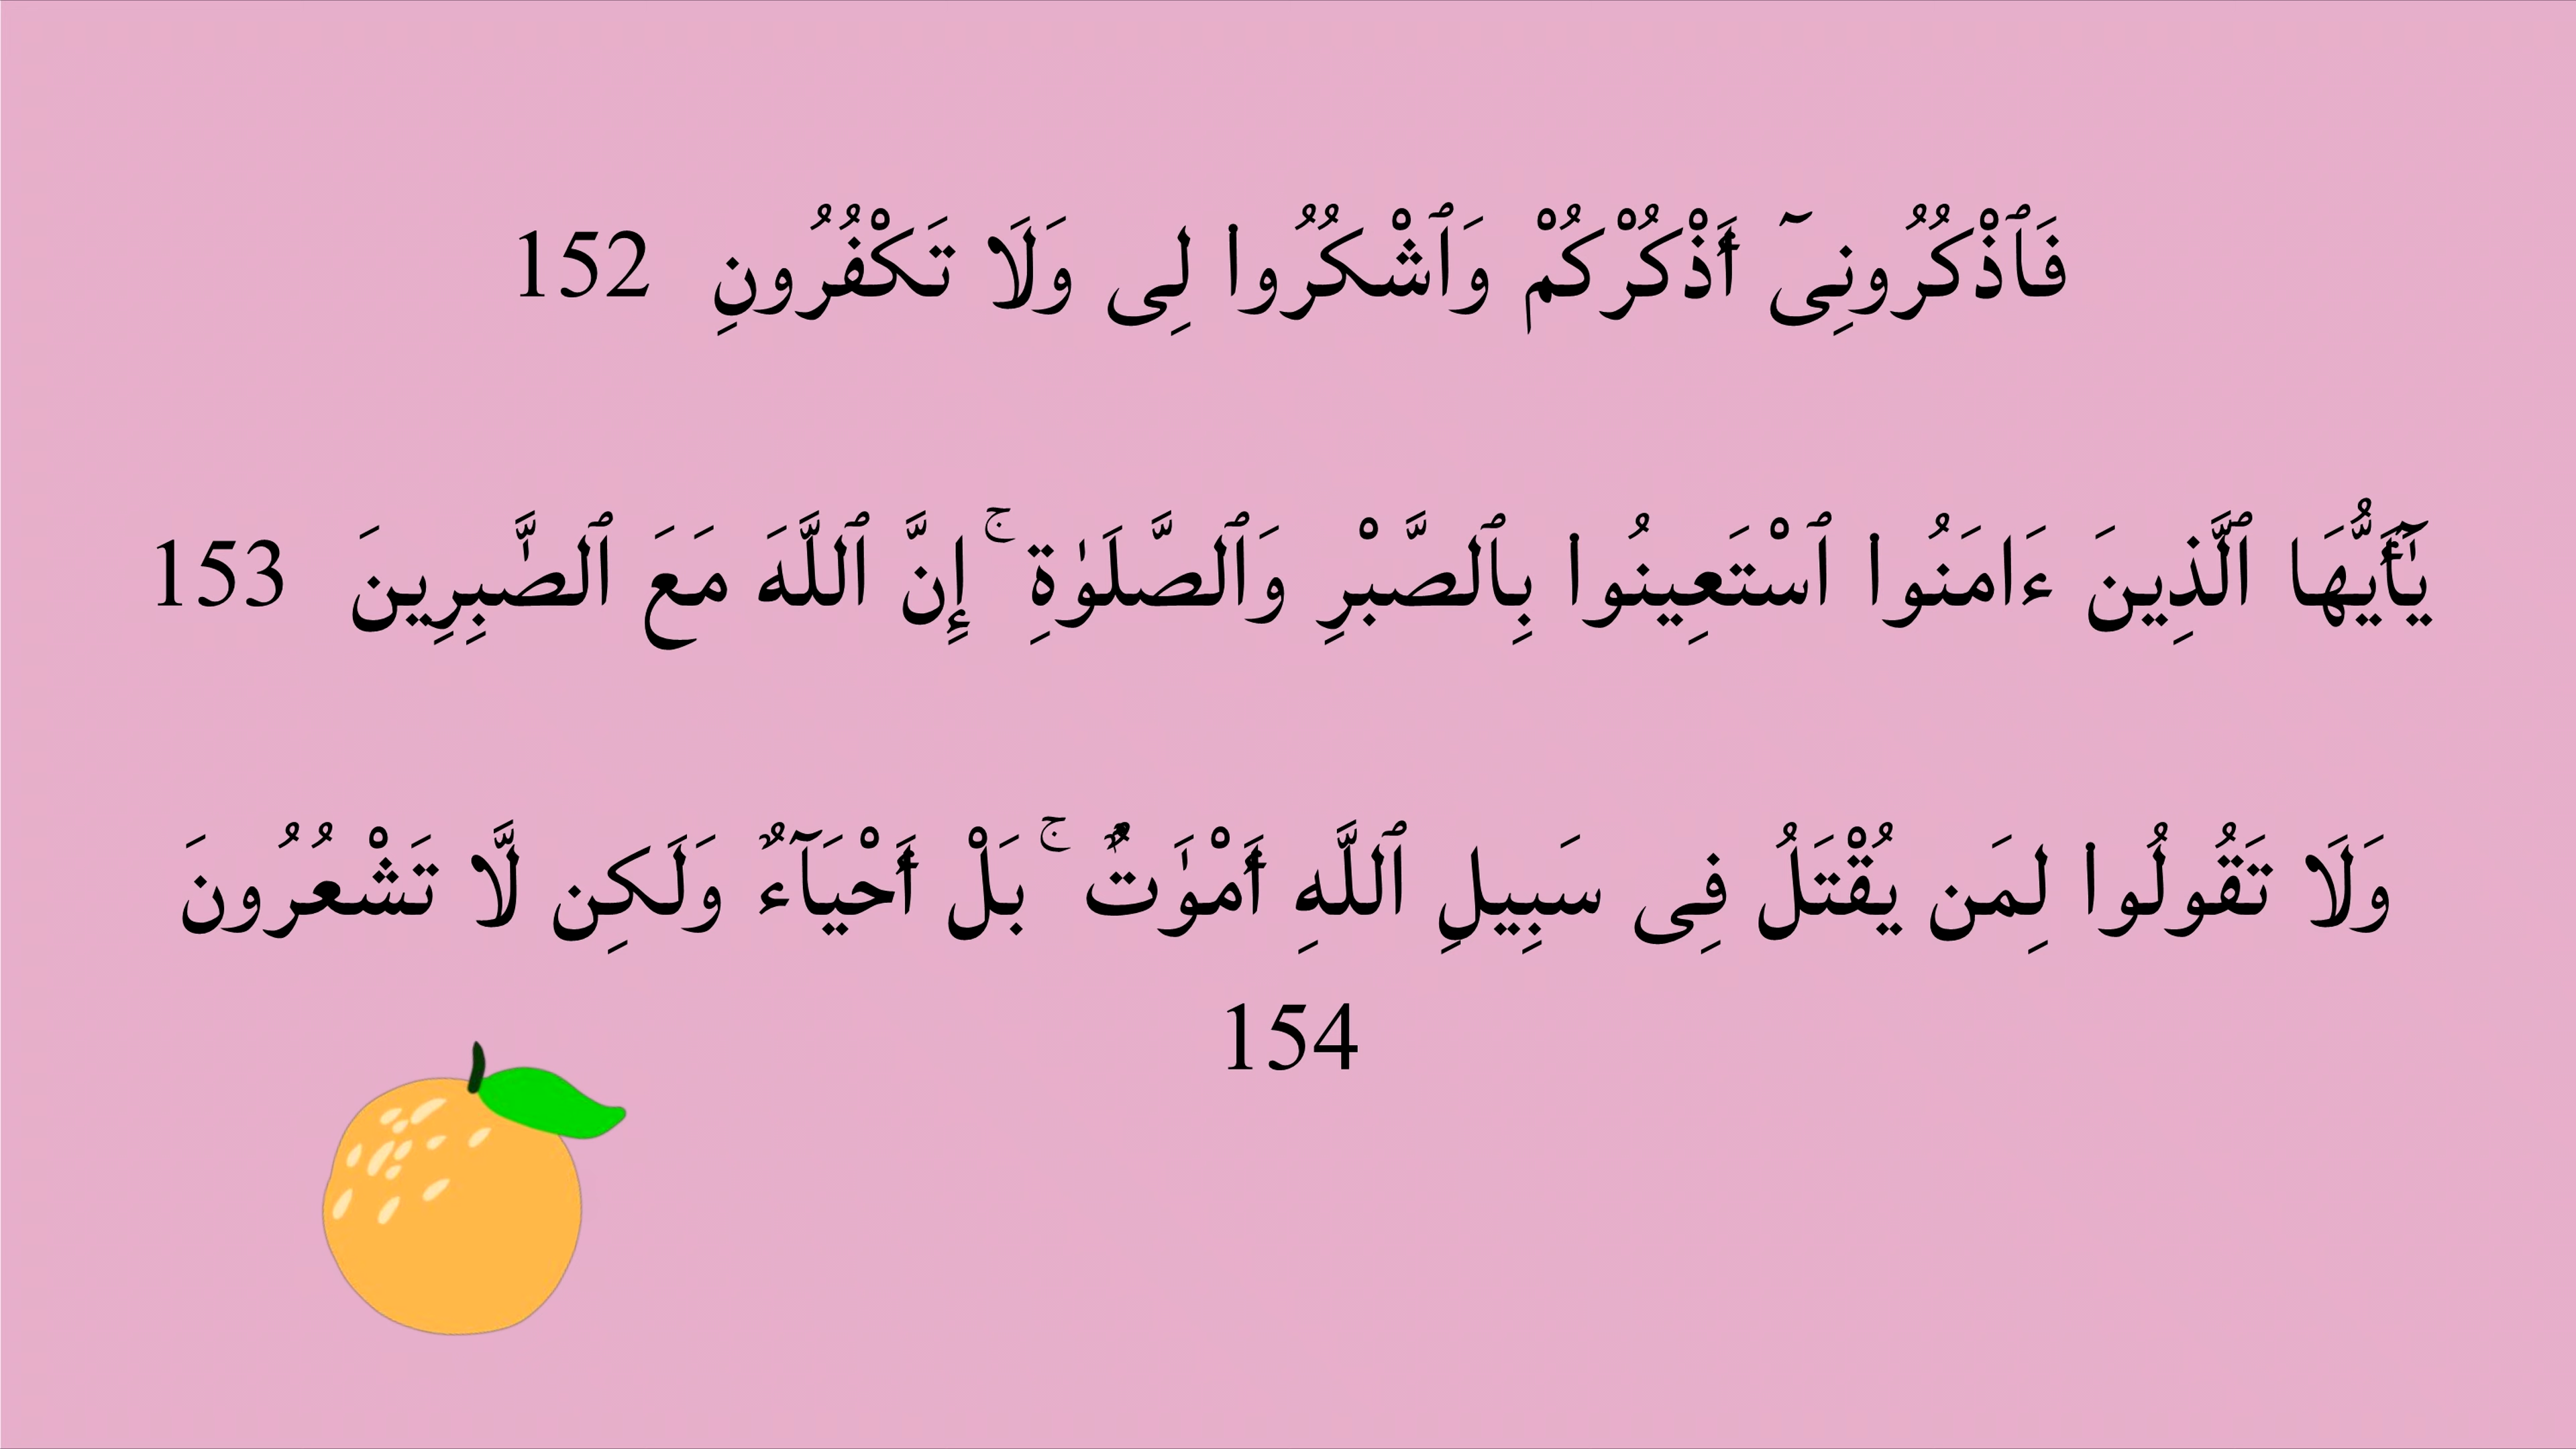 فَٱذْكُرُونِىٓ أَذْكُرْكُمْ وَٱشْكُرُوا۟ لِى وَلَا تَكْفُرُونِ 152
يَـٰٓأَيُّهَا ٱلَّذِينَ ءَامَنُوا۟ ٱسْتَعِينُوا۟ بِٱلصَّبْرِ وَٱلصَّلَوٰةِ ۚ إِنَّ ٱللَّهَ مَعَ ٱلصَّـٰبِرِينَ 153
وَلَا تَقُولُوا۟ لِمَن يُقْتَلُ فِى سَبِيلِ ٱللَّهِ أَمْوَٰتٌۢ ۚ بَلْ أَحْيَآءٌ وَلَـكِن لَّا تَشْعُرُونَ
154